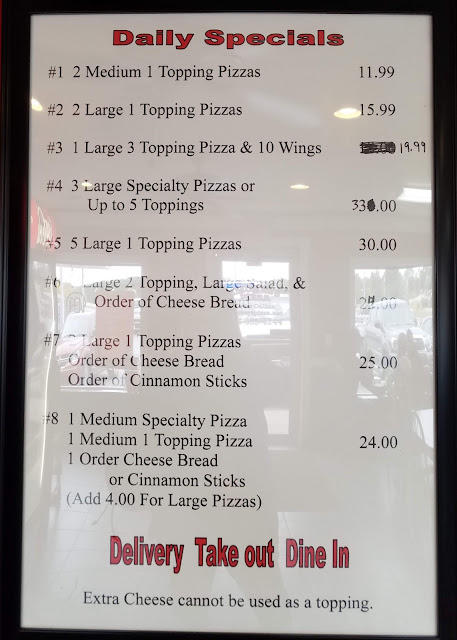 Daily Specials
#1 2 Medium 1 Topping Pizzas 11.99
#2 2 Large 1 Topping Pizzas 15.99
#3 1 Large 3 Topping Pizza & 10 Wings 19.99
#4 3 Large Specialty Pizzas or
Up to 5 Toppings
#5 5 Large 1 Topping Pizzas 30.00
#6 Large 2 Topping, Large Salad, &
Order of Cheese Bread
#7 2 Large 1 Topping Pizzas
Order of Cheese Bread 25.00
Order of Cinnamon Sticks
#8 1 Medium Specialty Pizza
1 Medium 1 Topping Pizza 24.00
1 Order Cheese Bread
or Cinnamon Sticks
(Add 4.00 For Large Pizzas)
Delivery Take out Dine In
Extra Cheese cannot be used as a topping.